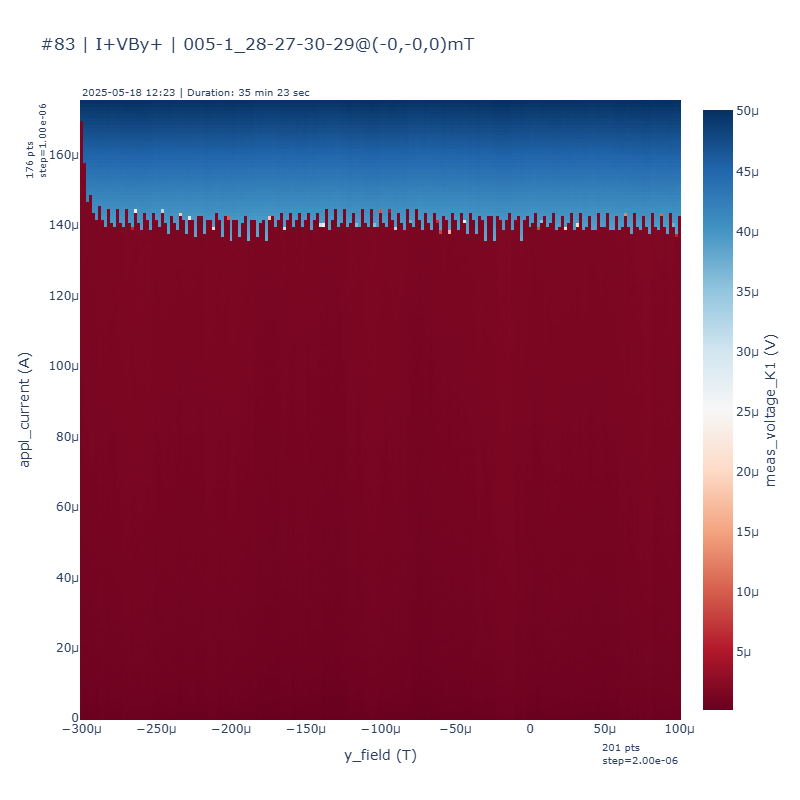 #83 | I+VBy+ | 005-1_28-27-30-29@(-0,-0,0)mT
2025-05-18 12:23 | Duration: 35 min 23 sec
176 pts
step=1.00e-06
160μ
140μ
120μ
100μ
80μ
60μ
40μ
20μ
0
appl_current (A)
−300μ
−250μ
−200μ
−150μ
−100μ
−50μ
0
50μ
100μ
y_field (T)
201 pts
step=2.00e-06
50μ
45μ
40μ
35μ
30μ
25μ
20μ
15μ
10μ
5μ
meas_voltage_K1 (V)